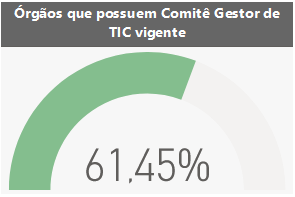 Órgãos que possuem Comitê Gestor de
TIC vigente
61,45%